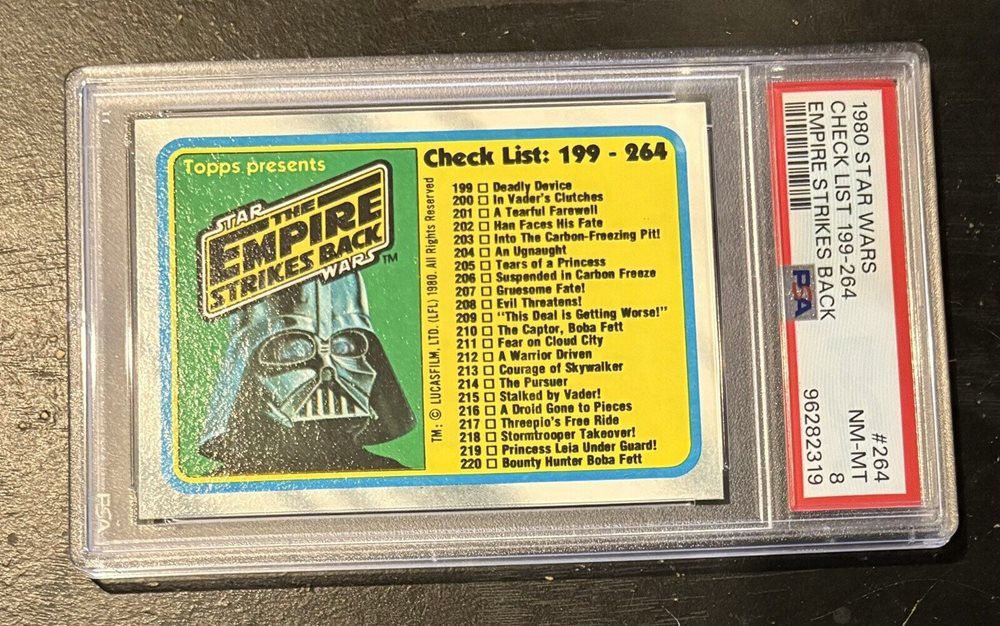 Topps presents
STAR
THE
EMPIRE
STRIKES BACK
WARS™
TM: © LUCASFILM, LTD. (LFL) 1980. All Rights Reserved
Check List: 199 - 264
199 □ Deadly Device
200 □ In Vader's Clutches
201 □ A Tearful Farewell
202 □ Han Faces His Fate
203 □ Into The Carbon-Freezing Pit!
204 □ An Ugnaught
205 □ Tears of a Princess
206 □ Suspended in Carbon Freeze
207 □ Gruesome Fate!
208 □ Evil Threatens!
209 □ "This Deal is Getting Worse!"
210 □ The Captor, Boba Fett
211 □ Fear on Cloud City
212 □ A Warrior Driven
213 □ Courage of Skywalker
214 □ The Pursuer
215 □ Stalked by Vader!
216 □ A Droid Gone to Pieces
217 □ Threepio's Free Ride
218 □ Stormtrooper Takeover!
219 □ Princess Leia Under Guard!
220 □ Bounty Hunter Boba Fett
1980 STAR WARS #264
CHECK LIST 199-264 NM-MT
EMPIRE STRIKES BACK 8
PSA 96282319
PSA